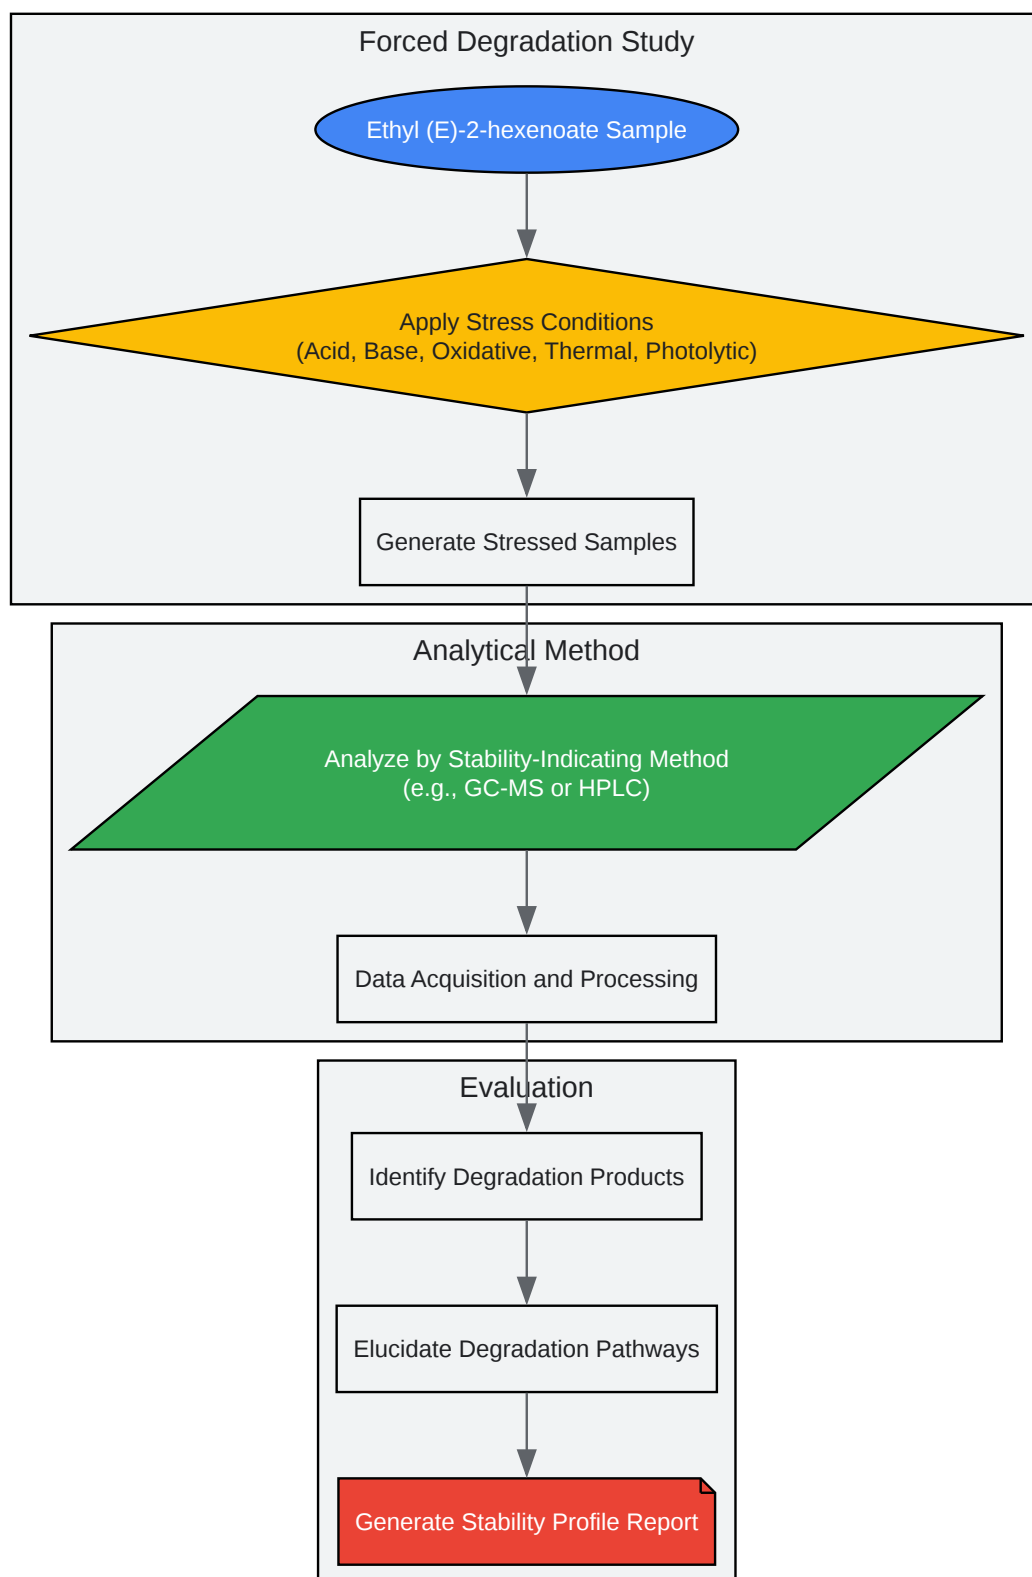 Forced Degradation Study
Ethyl (E)-2-hexenoate Sample
Apply Stress Conditions
(Acid, Base, Oxidative, Thermal, Photolytic)
Generate Stressed Samples
Analytical Method
Analyze by Stability-Indicating Method
(e.g., GC-MS or HPLC)
Data Acquisition and Processing
Evaluation
Identify Degradation Products
Elucidate Degradation Pathways
Generate Stability Profile Report